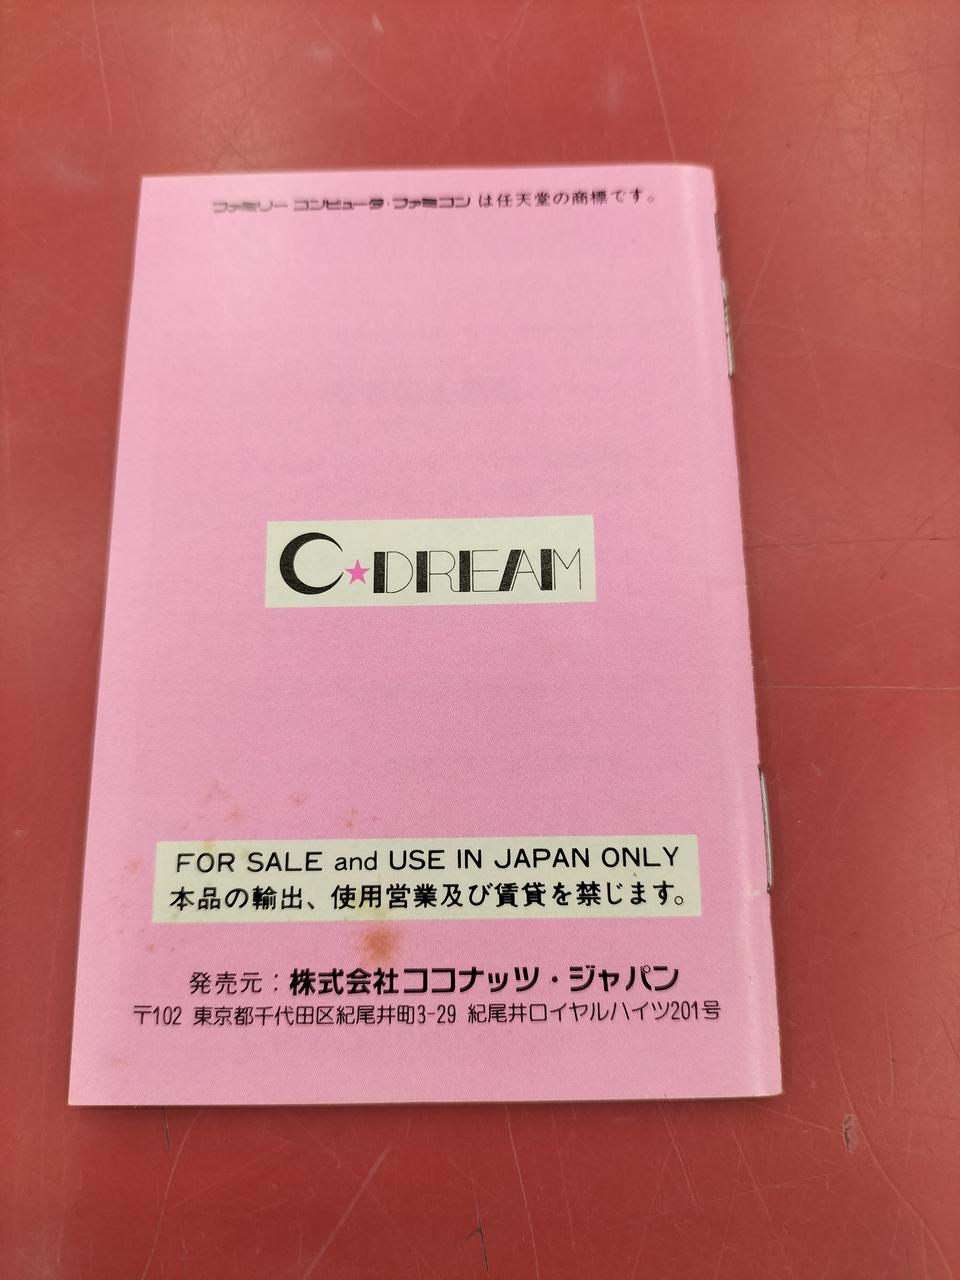 ファミリー コンピュータ・ファミコン は任天堂の商標です。
C★DREAM
FOR SALE and USE IN JAPAN ONLY
本品の輸出、使用営業及び賃貸を禁じます。
発売元：株式会社ココナッツ・ジャパン
〒102 東京都千代田区紀尾井町3-29 紀尾井ロイヤルハイツ201号